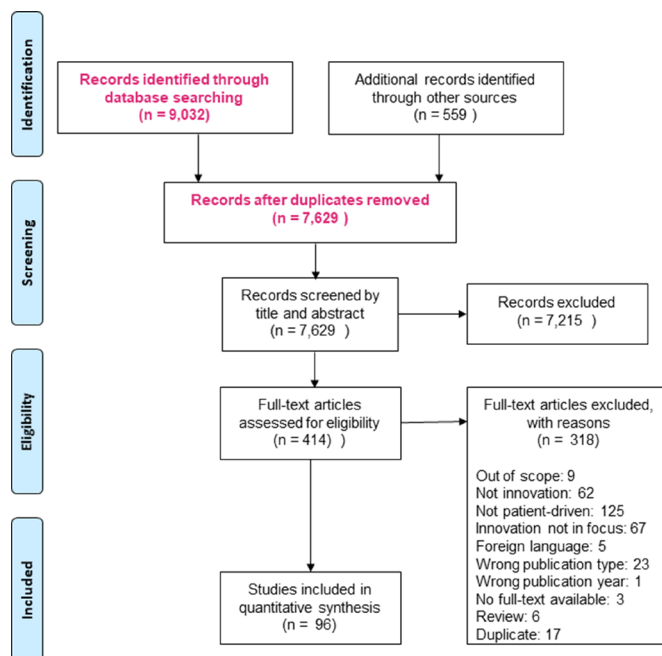 Identification
Records identified through
database searching
(n = 9,032)
Additional records identified
through other sources
(n = 559 )
Records after duplicates removed
(n = 7,629 )
Screening
Records screened by
title and abstract
(n = 7,629 )
Records excluded
(n = 7,215 )
Eligibility
Full-text articles
assessed for eligibility
(n = 414) )
Full-text articles excluded,
with reasons
(n = 318)
Out of scope: 9
Not innovation: 62
Not patient-driven: 125
Innovation not in focus: 67
Foreign language: 5
Wrong publication type: 23
Wrong publication year: 1
No full-text available: 3
Review: 6
Duplicate: 17
Included
Studies included in
quantitative synthesis
(n = 96)